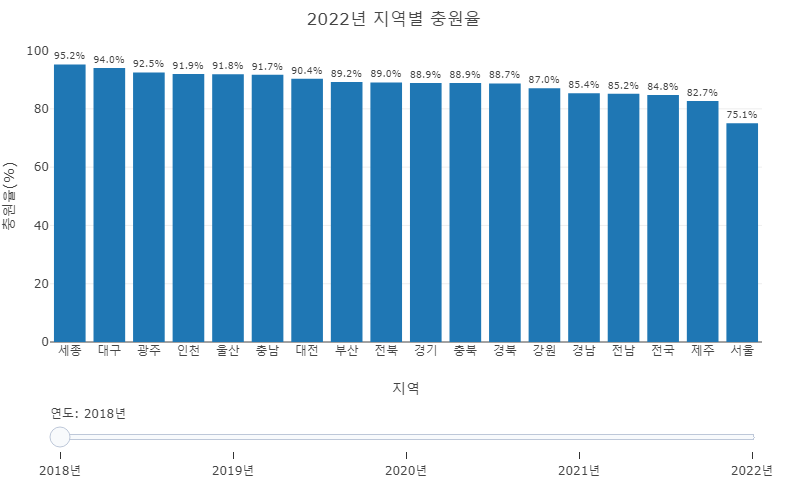 2022년 지역별 충원율
충원율(%)
100
80
60
40
20
0
95.2% 94.0% 92.5% 91.9% 91.8% 91.7% 90.4% 89.2% 89.0% 88.9% 88.9% 88.7% 87.0% 85.4% 85.2% 84.8% 82.7% 75.1%
세종 대구 광주 인천 울산 충남 대전 부산 전북 경기 충북 경북 강원 경남 전남 전국 제주 서울
지역
연도: 2018년
2018년 2019년 2020년 2021년 2022년